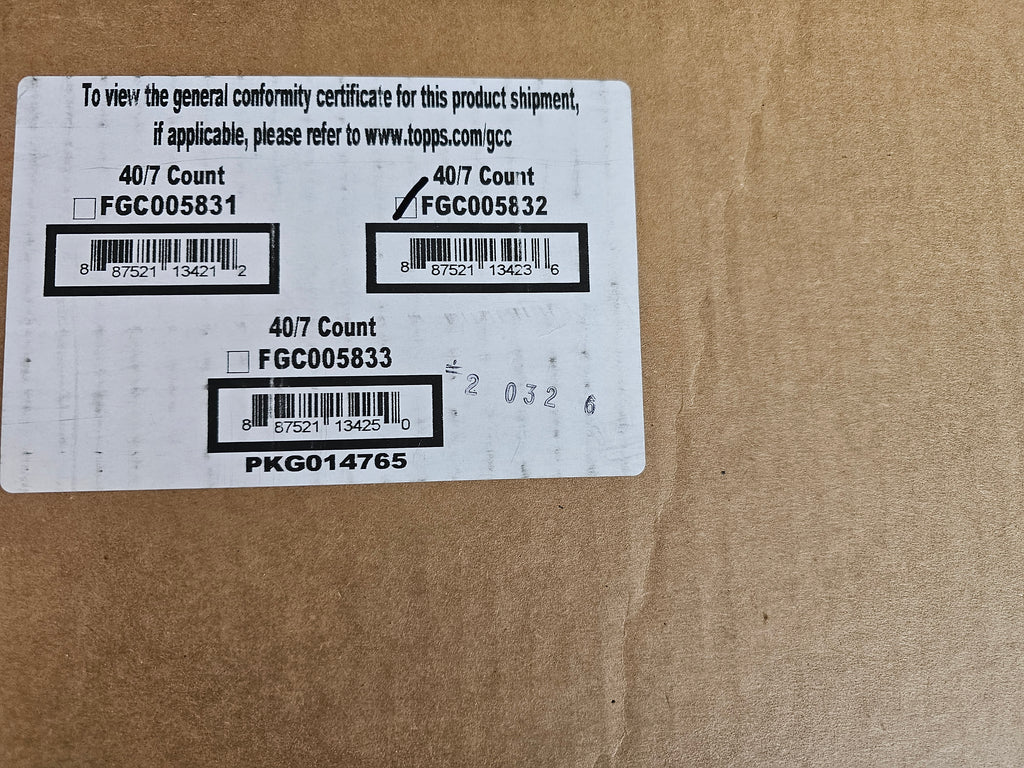 To view the general conformity certificate for this product shipment,
if applicable, please refer to www.topps.com/gcc
40/7 Count
FGC005831
8 87521 13421 2
40/7 Count
FGC005832
8 87521 13423 6
40/7 Count
FGC005833
8 87521 13425 0
PKG014765
2 032 6